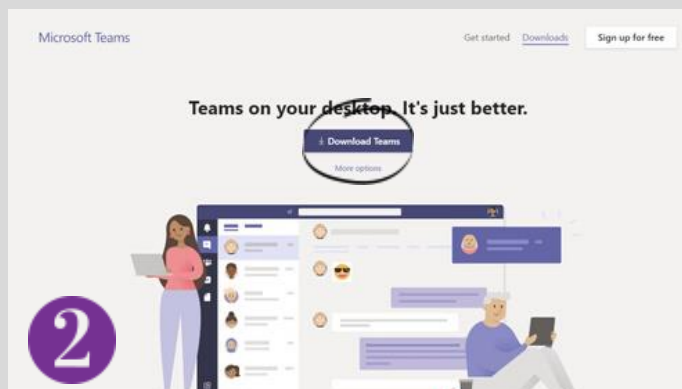 Microsoft Teams
Get started Downloads Sign up for free
Teams on your desktop. It's just better.
Download Teams
More options
2